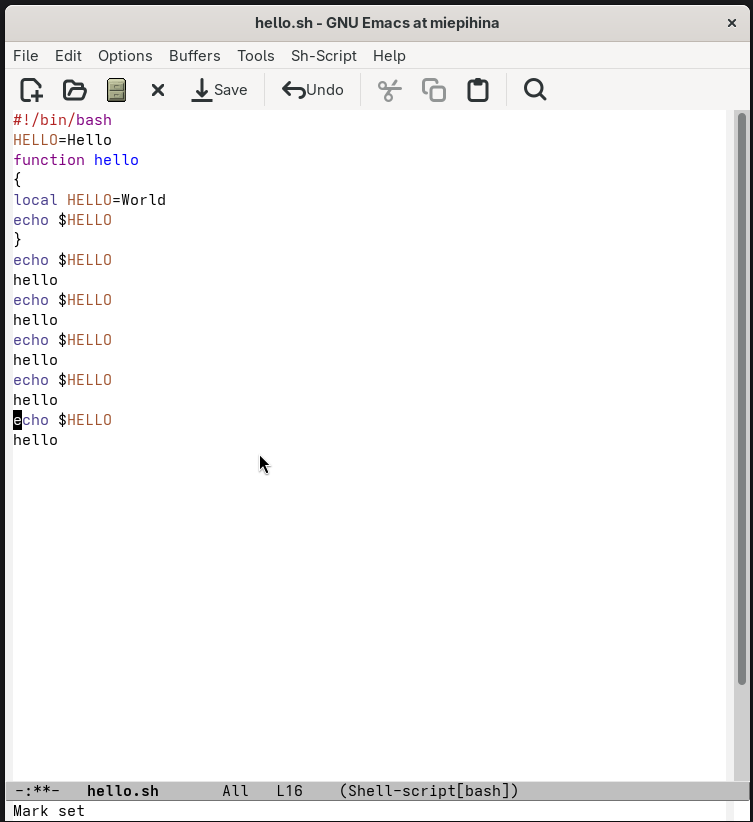 hello.sh - GNU Emacs at miepihina
File Edit Options Buffers Tools Sh-Script Help
Save Undo
#!/bin/bash
HELLO=Hello
function hello
{
local HELLO=World
echo $HELLO
}
echo $HELLO
hello
echo $HELLO
hello
echo $HELLO
hello
echo $HELLO
hello
echo $HELLO
hello
-:**- hello.sh All L16 (Shell-script[bash])
Mark set